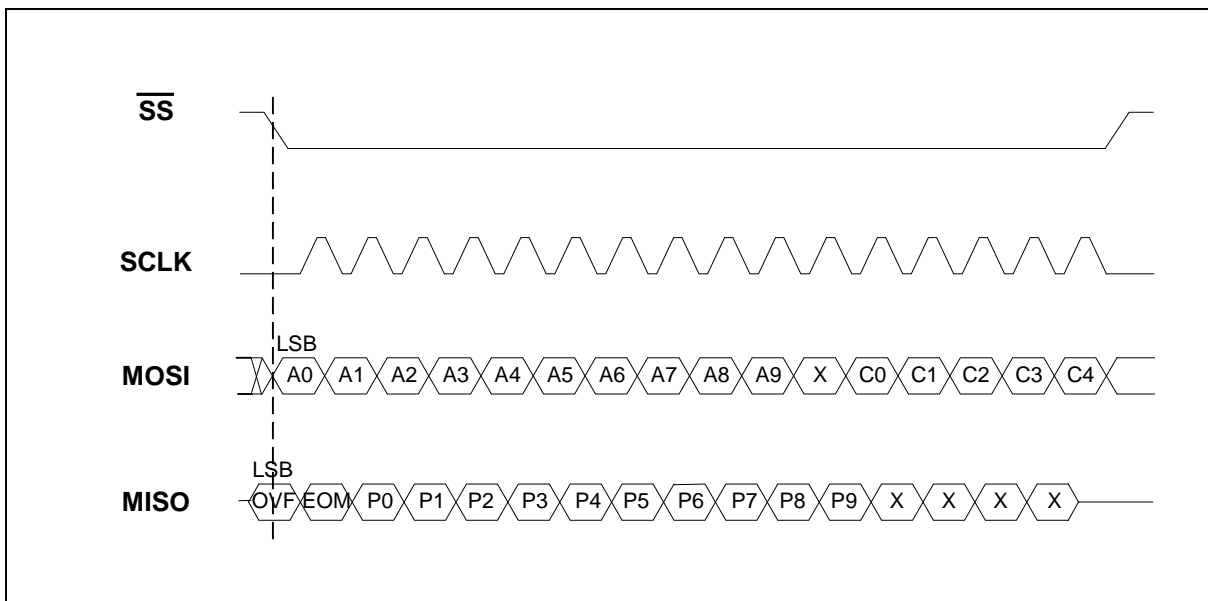 SS
SCLK
LSB
MOSI A0 A1 A2 A3 A4 A5 A6 A7 A8 A9 X C0 C1 C2 C3 C4
LSB
MISO OVF EOM P0 P1 P2 P3 P4 P5 P6 P7 P8 P9 X X X X